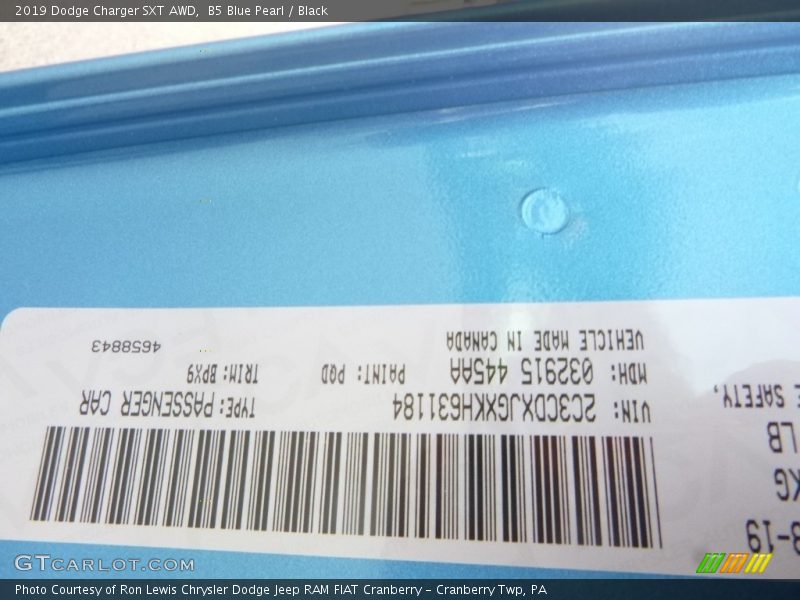 2019 Dodge Charger SXT AWD, B5 Blue Pearl / Black
3-19
KG
LB
E SAFETY,
VIN: 2C3CDXJGXKH631184 TYPE: PASSENGER CAR
MDH: 032915 445AA PAINT: PQD TRIM: BPX9
VEHICLE MADE IN CANADA 4658843
GTCARLOT.COM
Photo Courtesy of Ron Lewis Chrysler Dodge Jeep RAM FIAT Cranberry - Cranberry Twp, PA